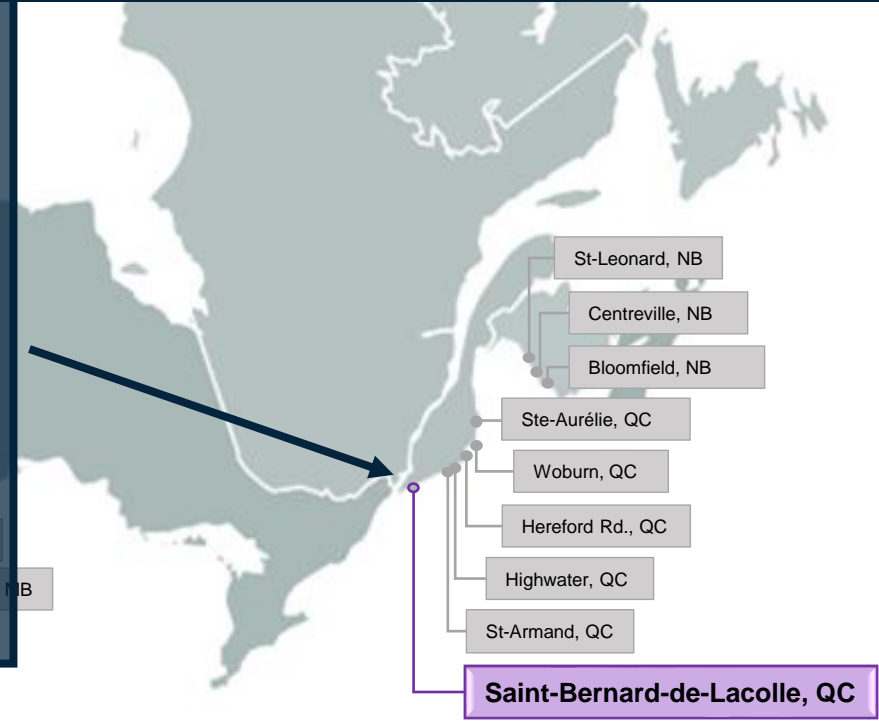 St-Leonard, NB
Centreville, NB
Bloomfield, NB
Ste-Aurélie, QC
Woburn, QC
Hereford Rd., QC
Highwater, QC
MB
St-Armand, QC
Saint-Bernard-de-Lacolle, QC